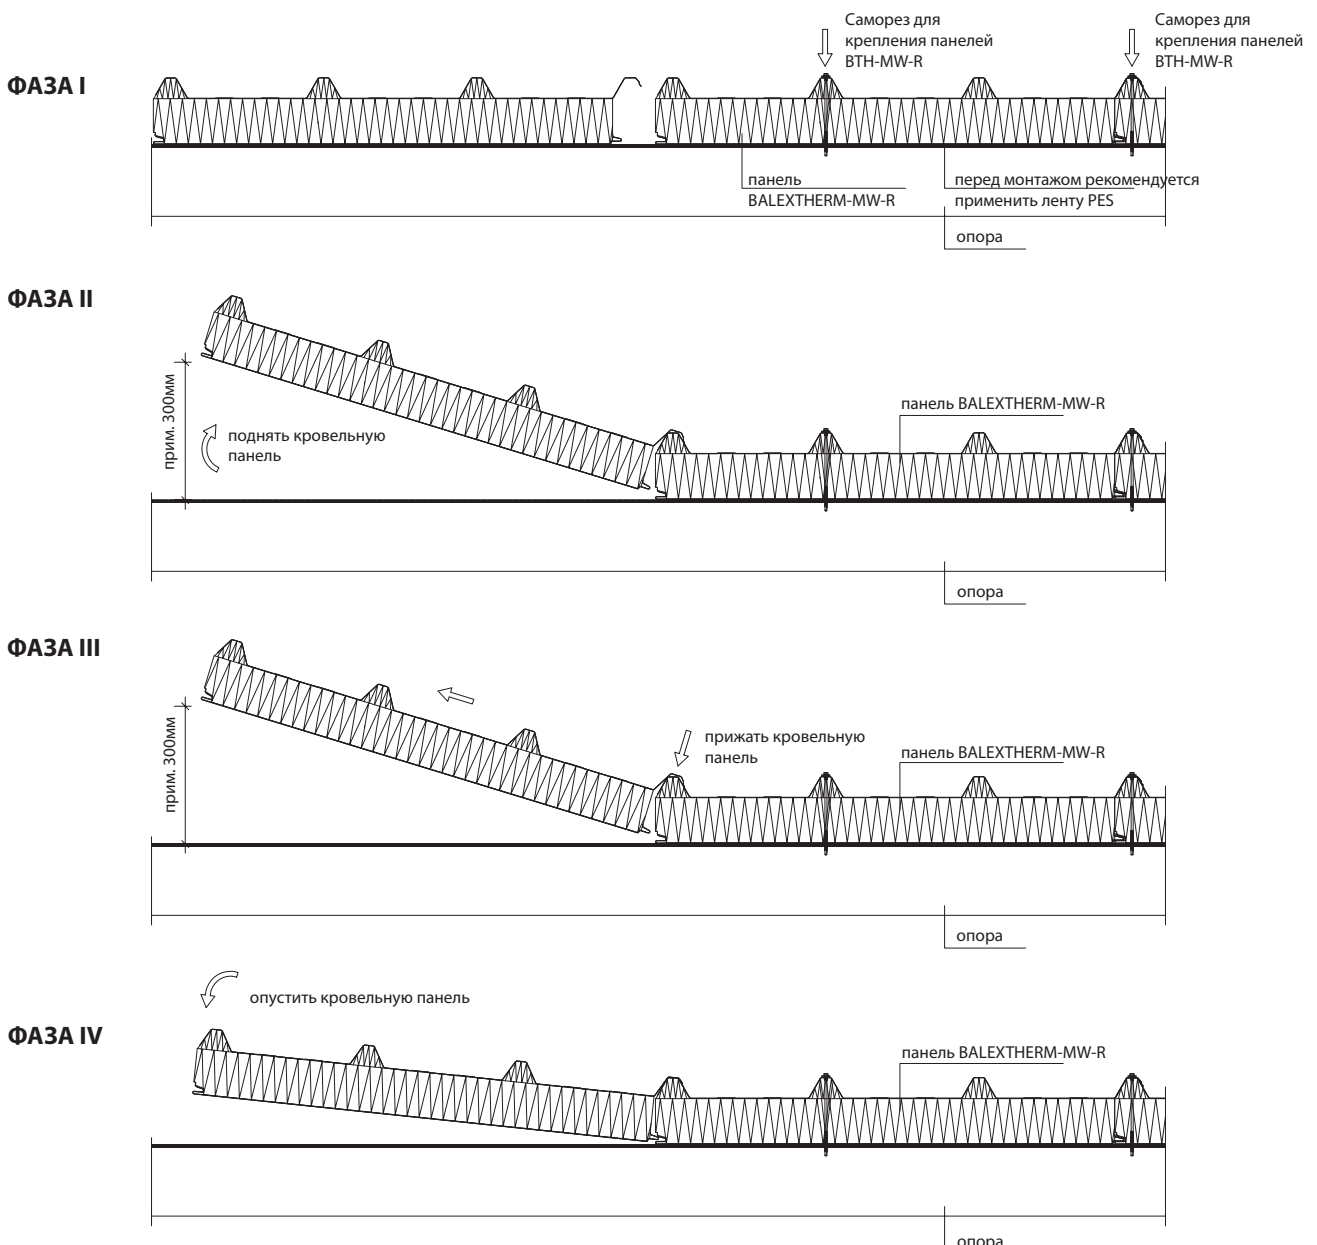 Саморез для
крепления панелей
BTH-MW-R
Саморез для
крепления панелей
BTH-MW-R
ФАЗА I
панель
BALEXTHERM-MW-R
перед монтажом рекомендуется
применить ленту PES
опора
ФАЗА II
прим. 300мм
поднять кровельную
панель
панель BALEXTHERM-MW-R
опора
ФАЗА III
прим. 300мм
прижать кровельную
панель
панель BALEXTHERM-MW-R
опора
опустить кровельную панель
ФАЗА IV
панель BALEXTHERM-MW-R
опора